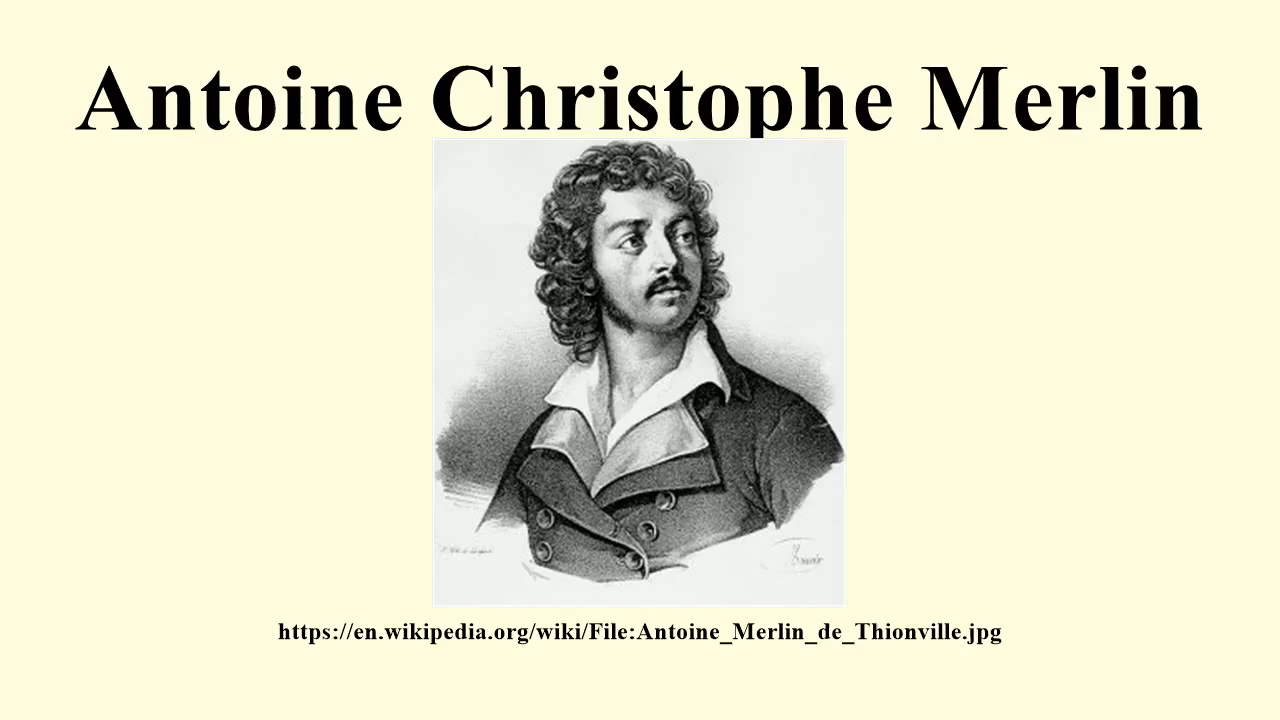 Antoine Christophe Merlin
https://en.wikipedia.org/wiki/File:Antoine_Merlin_de_Thionville.jpg